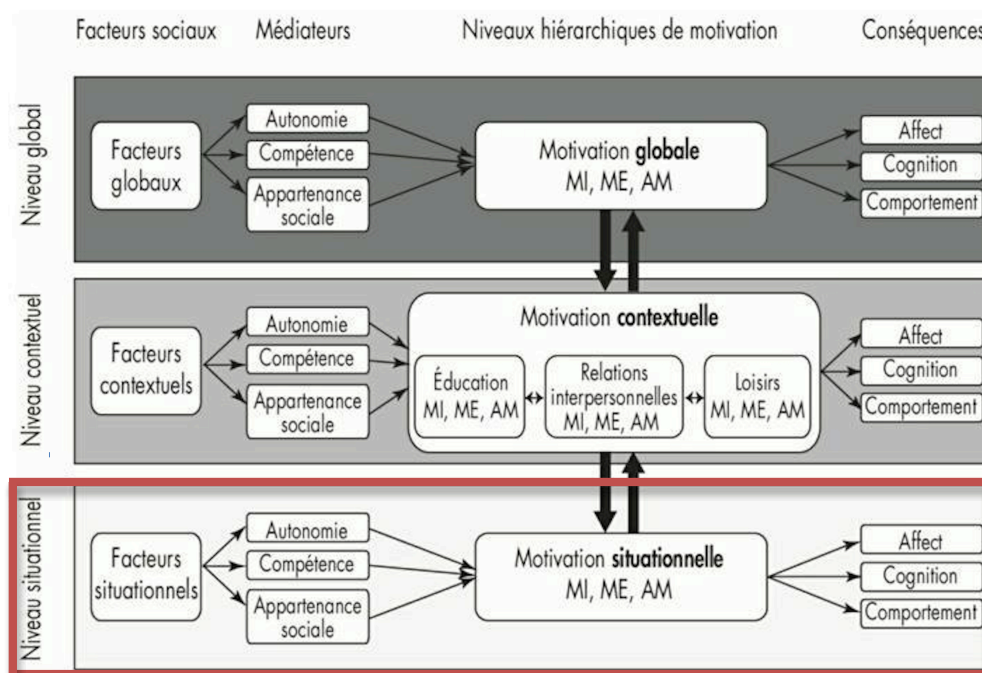 Facteurs sociaux
Médiateurs
Niveaux hiérarchiques de motivation
Conséquences
Niveau global
Facteurs
globaux
Autonomie
Compétence
Appartenance
sociale
Motivation globale
MI, ME, AM
Affect
Cognition
Comportement
Niveau contextuel
Facteurs
contextuels
Autonomie
Compétence
Appartenance
sociale
Motivation contextuelle
Éducation
MI, ME, AM
Relations
interpersonnelles
MI, ME, AM
Loisirs
MI, ME, AM
Affect
Cognition
Comportement
Niveau situationnel
Facteurs
situationnels
Autonomie
Compétence
Appartenance
sociale
Motivation situationnelle
MI, ME, AM
Affect
Cognition
Comportement